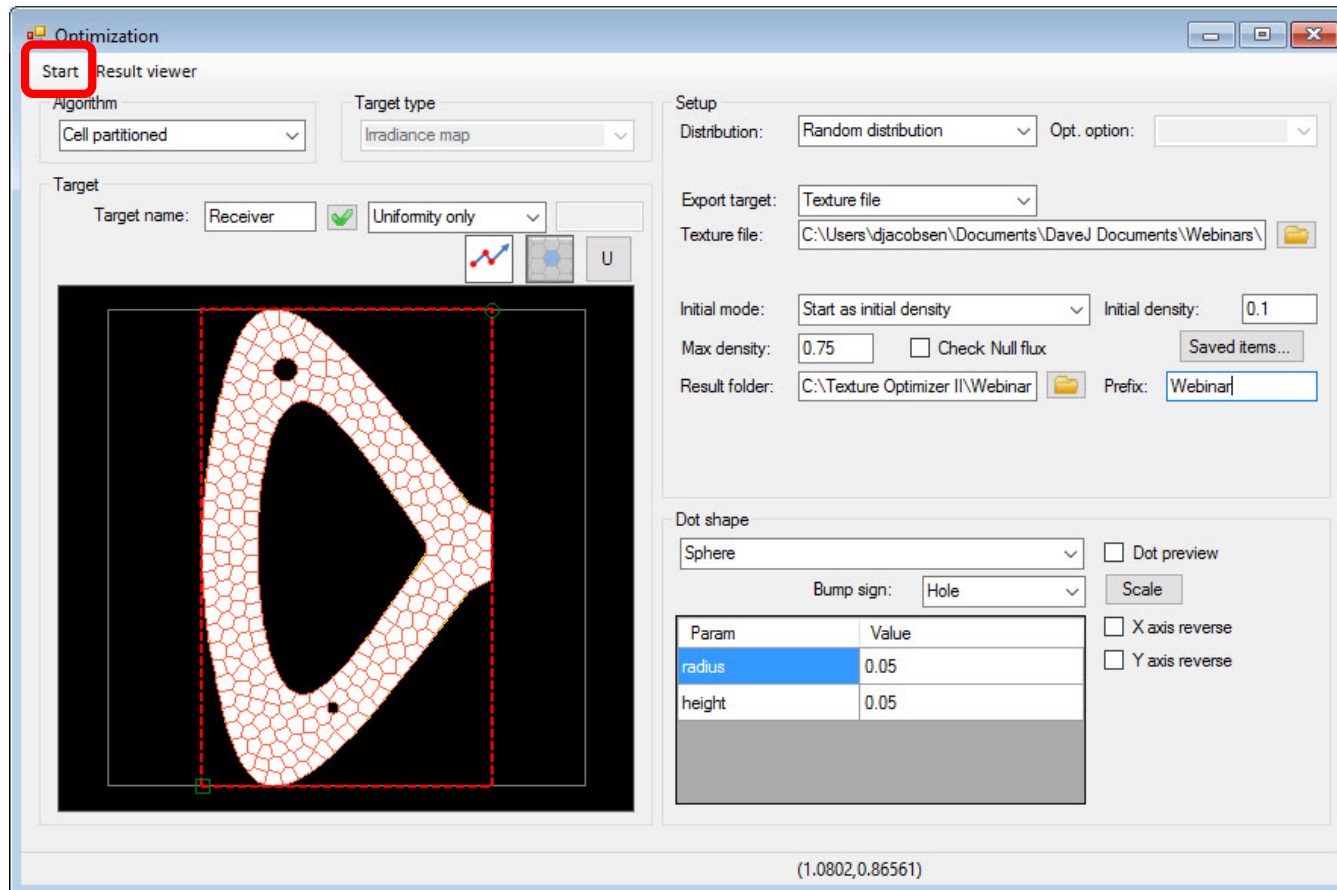 Optimization
Start Result viewer
Algorithm
Cell partitioned
Target type
Irradiance map
Target
Target name: Receiver Uniformity only
U
Setup
Distribution: Random distribution Opt. option:
Export target: Texture file
Texture file: C:\Users\djacobsen\Documents\DaveJ Documents\Webinars\
Initial mode: Start as initial density Initial density: 0.1
Max density: 0.75 Check Null flux Saved items...
Result folder: C:\Texture Optimizer II\Webinar Prefix: Webinar
Dot shape
Sphere Dot preview
Bump sign: Hole Scale
Param Value
radius 0.05
height 0.05
X axis reverse
Y axis reverse
(1.0802,0.86561)